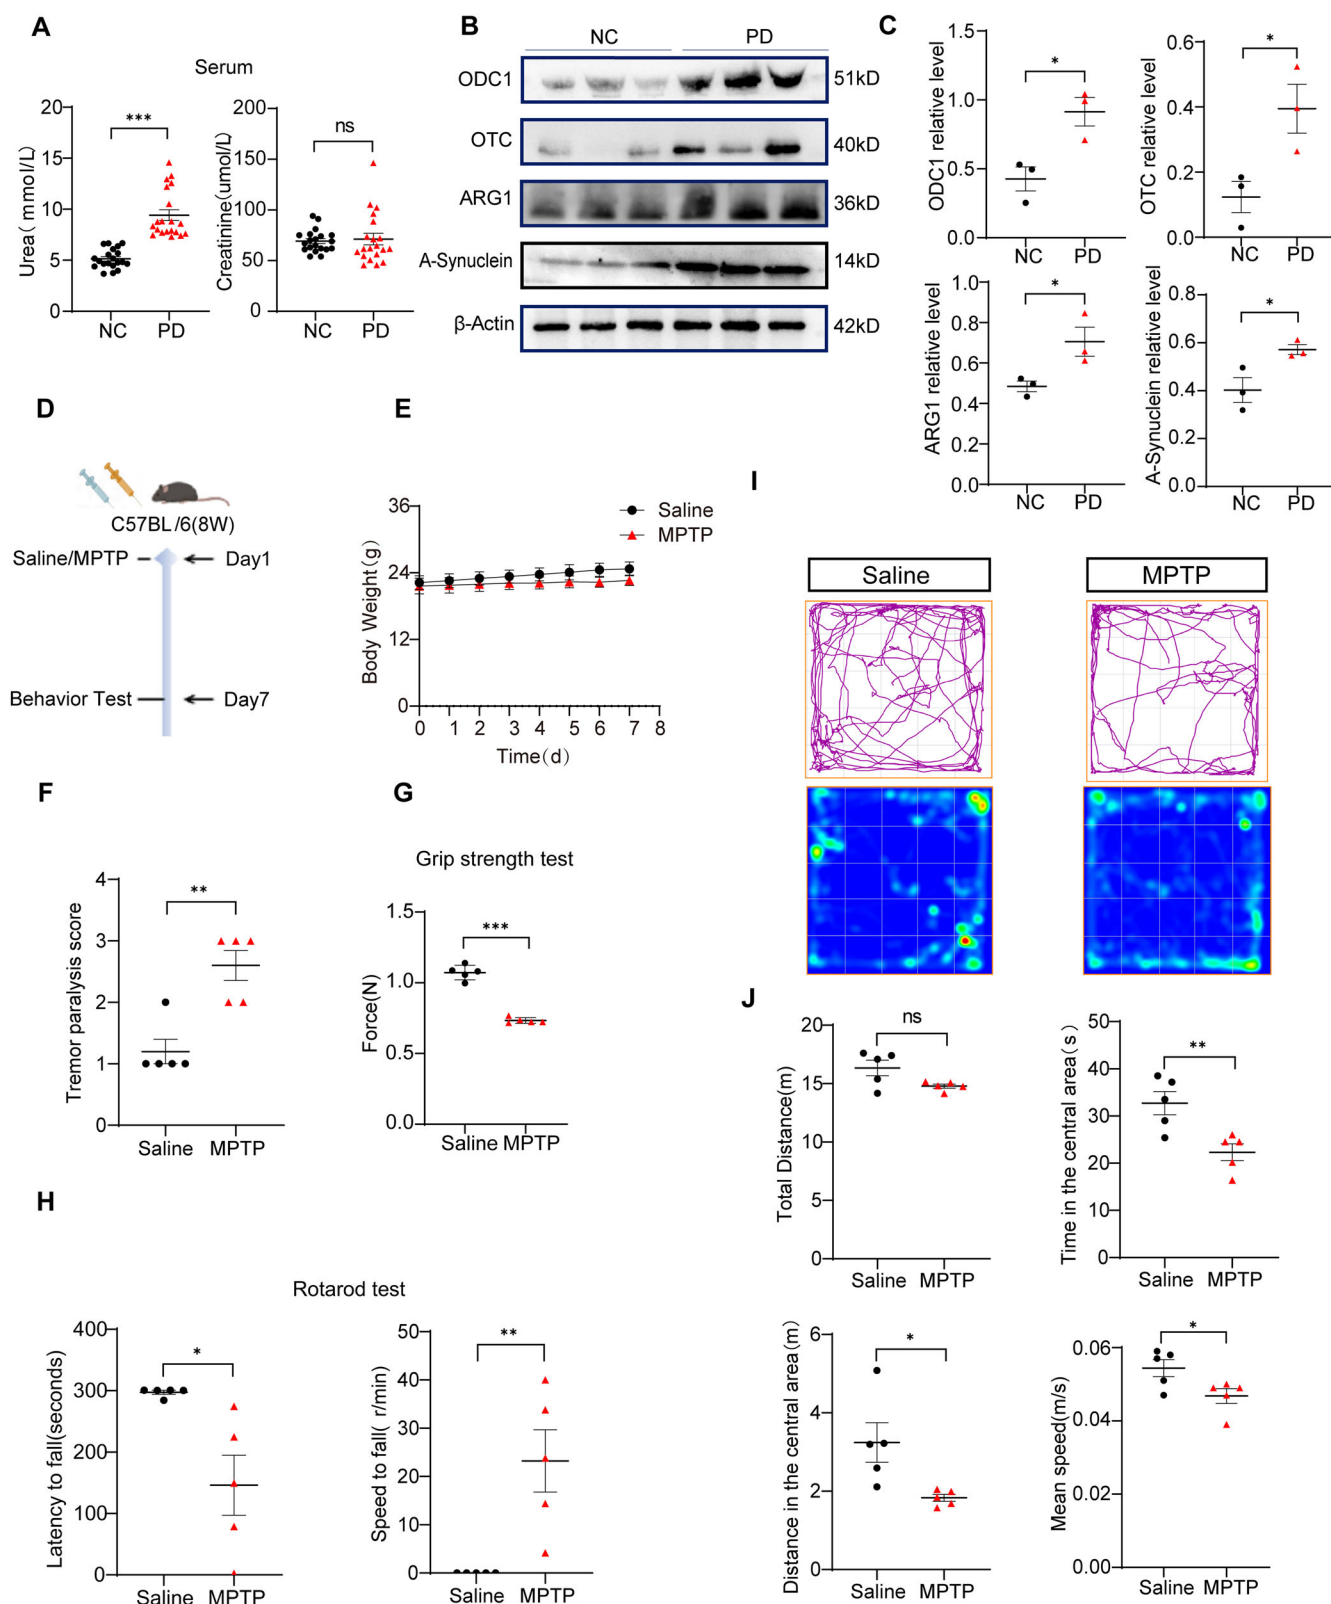 A
Serum
Urea( mmol/L)
20
15
10
5
0
***
NC
PD
Creatinine(umol/L)
200
150
100
50
0
ns
NC
PD
B
NC
PD
ODC1
51kD
OTC
40kD
ARG1
36kD
A-Synuclein
14kD
β-Actin
42kD
C
ODC1 relative level
1.5
1.0
0.5
0.0
*
NC
PD
OTC relative level
0.6
0.4
0.2
0.0
*
NC
PD
ARG1 relative level
1.0
0.8
0.6
0.4
0.2
0.0
*
NC
PD
A-Synuclein relative level
0.8
0.6
0.4
0.2
0.0
*
NC
PD
D
C57BL/6(8W)
Saline/MPTP
Day1
Behavior Test
Day7
E
Body Weight(g)
36
24
12
0
Saline
MPTP
0 1 2 3 4 5 6 7 8
Time(d)
F
Tremor paralysis score
4
3
2
1
0
**
Saline
MPTP
G
Grip strength test
Force(N)
1.5
1.0
0.5
0.0
***
Saline MPTP
H
Rotarod test
Latency to fall(seconds)
400
300
200
100
0
*
Saline
MPTP
Speed to fall( r/min)
50
40
30
20
10
0
**
Saline
MPTP
I
Saline
MPTP
J
Total Distance(m)
20
15
10
5
0
ns
Saline
MPTP
Time in the central area(s)
50
40
30
20
10
0
**
Saline
MPTP
Distance in the central area(m)
6
4
2
0
*
Saline
MPTP
Mean speed(m/s)
0.06
0.04
0.02
0.00
*
Saline
MPTP